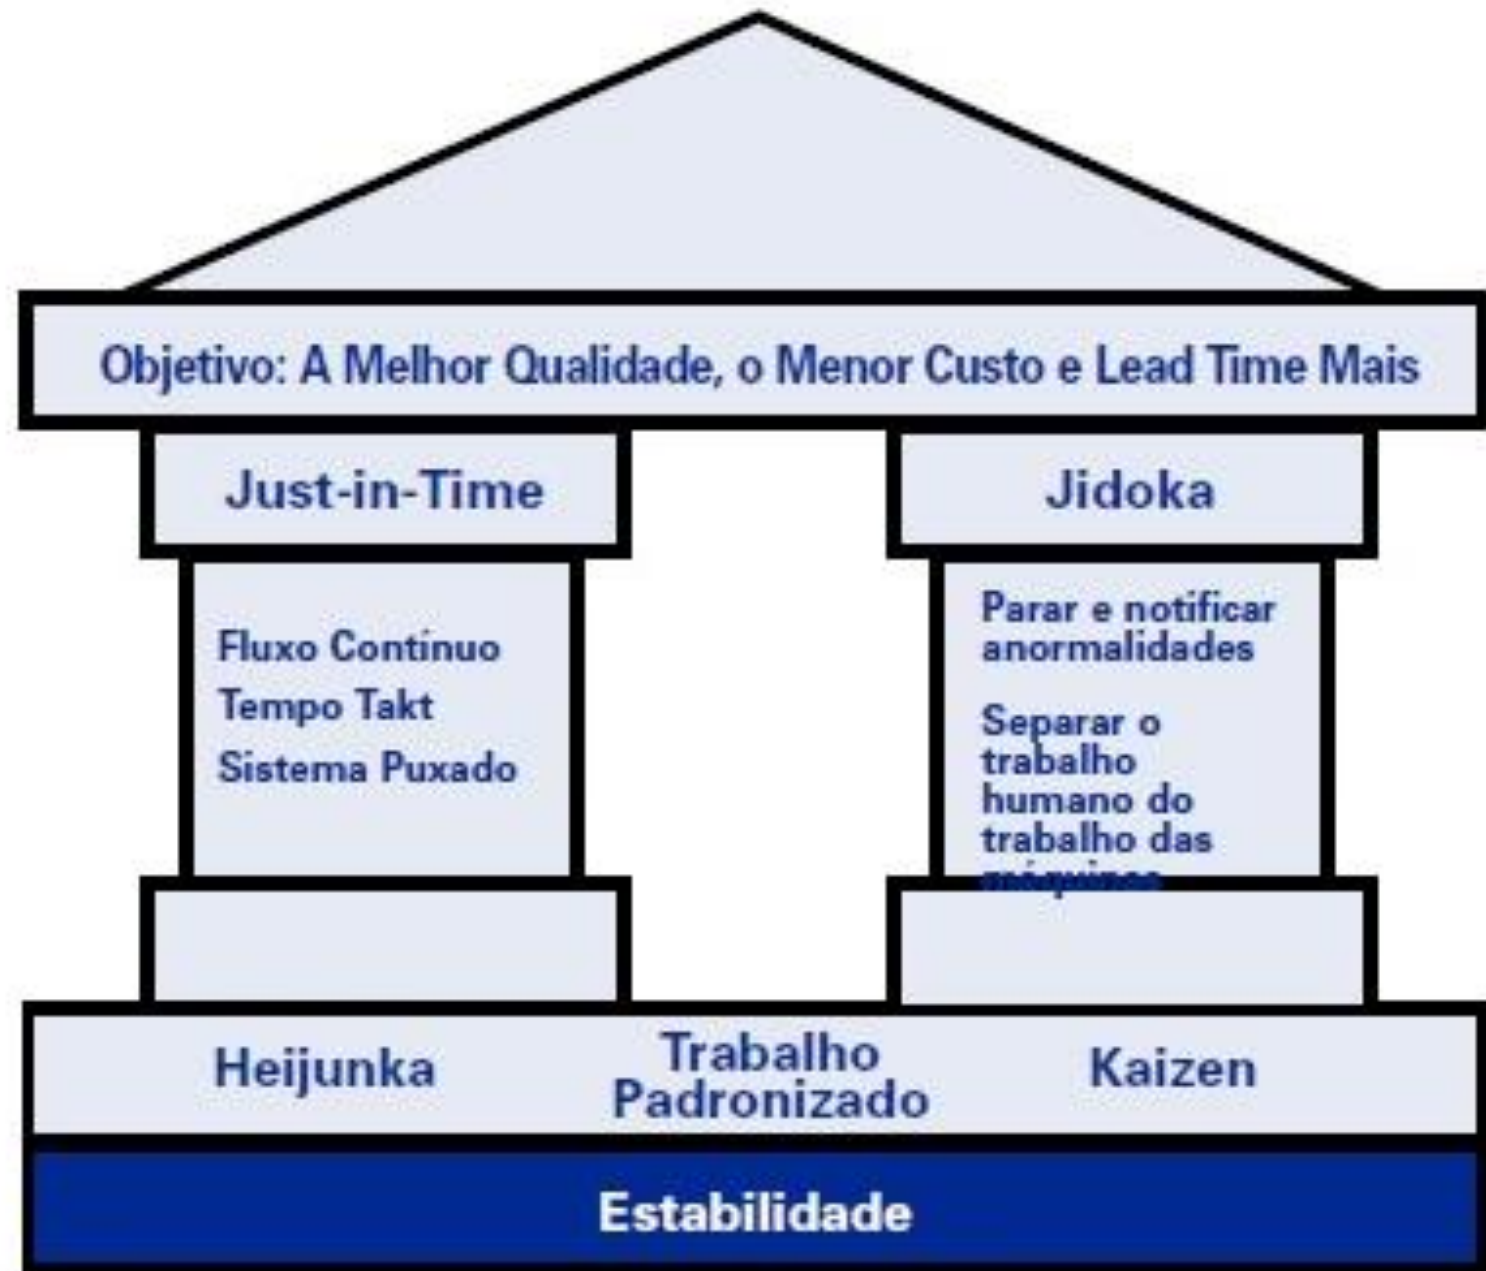 Objetivo: A Melhor Qualidade, o Menor Custo e Lead Time Mais
Just-in-Time
Jidoka
Fluxo Contínuo
Tempo Takt
Sistema Puxado
Parar e notificar
anormalidades
Separar o
trabalho
humano do
trabalho das
máquinas
Heijunka
Trabalho
Padronizado
Kaizen
Estabilidade